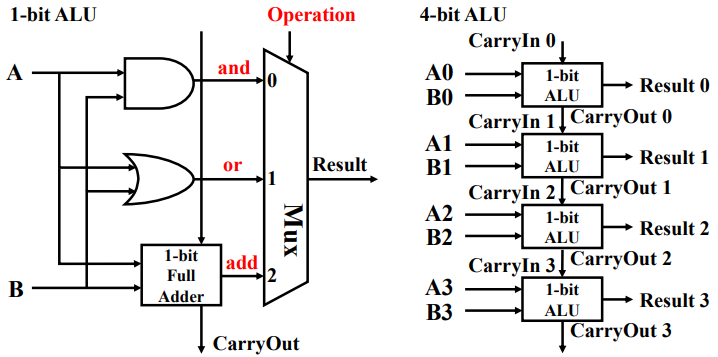 1-bit ALU
Operation
A
and
0
or
1
Result
Mux
1-bit
Full
Adder
add
2
B
CarryOut
4-bit ALU
CarryIn 0
A0
B0
1-bit
ALU
Result 0
CarryIn 1
CarryOut 0
A1
B1
1-bit
ALU
Result 1
CarryIn 2
CarryOut 1
A2
B2
1-bit
ALU
Result 2
CarryIn 3
CarryOut 2
A3
B3
1-bit
ALU
Result 3
CarryOut 3